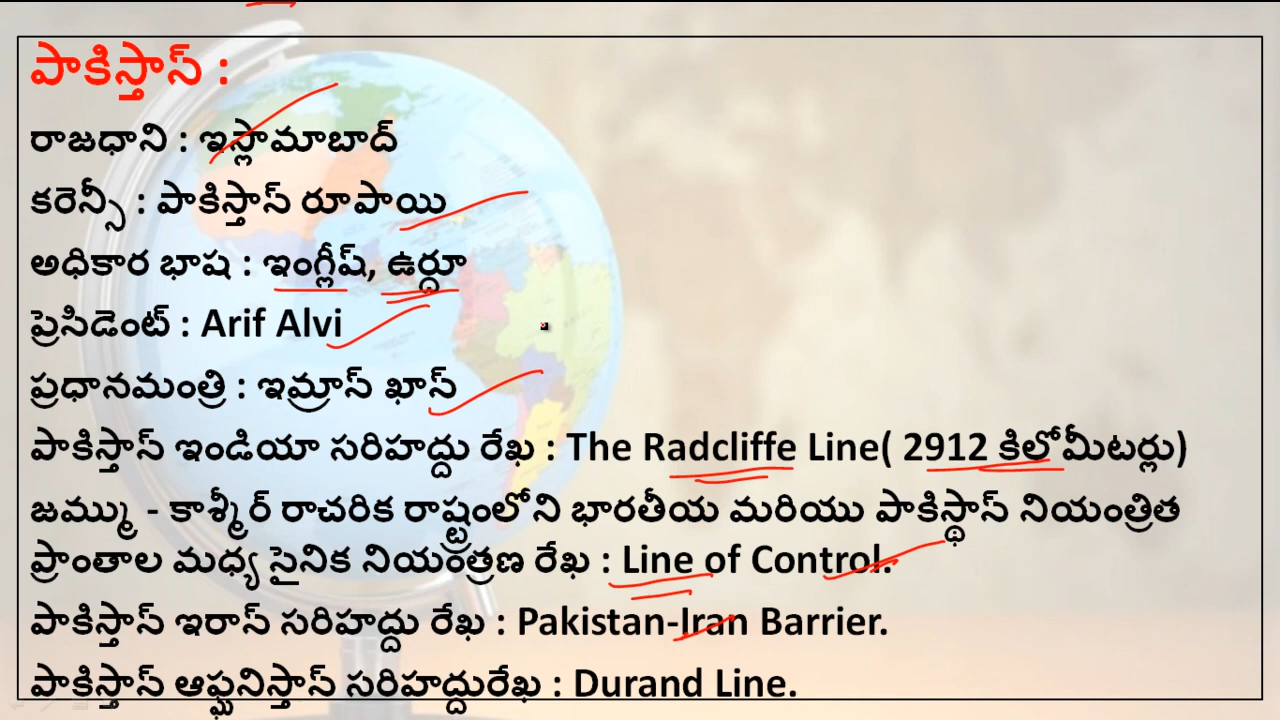 పాకిస్తాన్ :
రాజధాని : ఇస్లామాబాద్
కరెన్సీ : పాకిస్తాన్ రూపాయి
అధికార భాష : ఇంగ్లీష్, ఉర్దూ
ప్రెసిడెంట్ : Arif Alvi
ప్రధానమంత్రి : ఇమ్రాన్ ఖాన్
పాకిస్తాన్ ఇండియా సరిహద్దు రేఖ : The Radcliffe Line( 2912 కిలోమీటర్లు)
జమ్ము - కాశ్మీర్ రాచరిక రాష్ట్రంలోని భారతీయ మరియు పాకిస్థాన్ నియంత్రిత
ప్రాంతాల మధ్య సైనిక నియంత్రణ రేఖ : Line of Control.
పాకిస్తాన్ ఇరాన్ సరిహద్దు రేఖ : Pakistan-Iran Barrier.
పాకిస్తాన్ ఆఫ్ఘనిస్తాన్ సరిహద్దురేఖ : Durand Line.